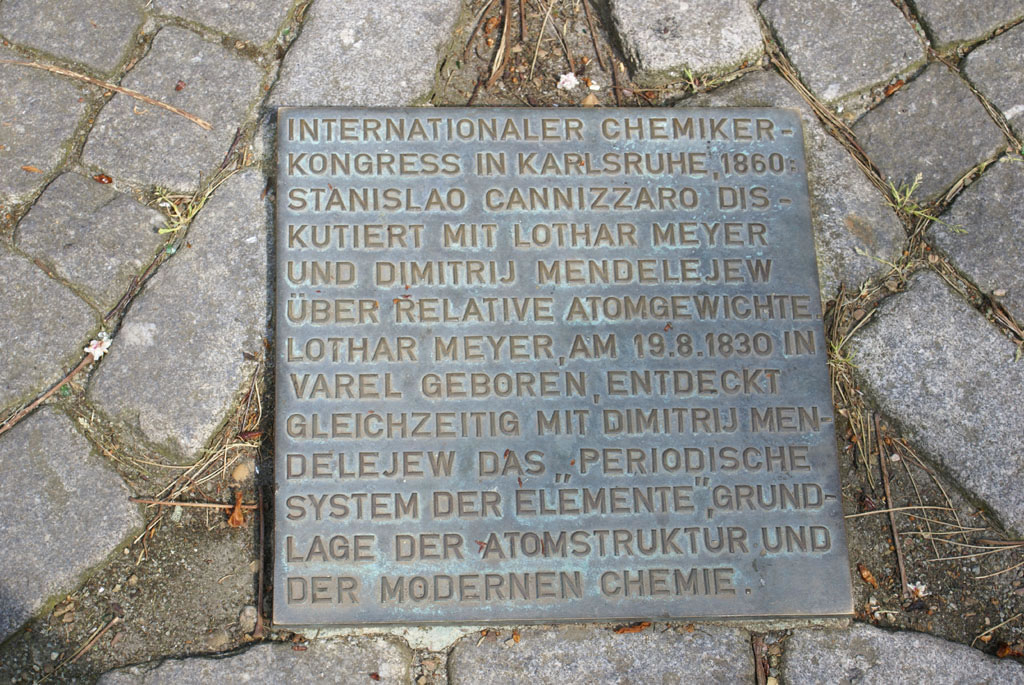 INTERNATIONALER CHEMIKER-
KONGRESS IN KARLSRUHE, 1860:
STANISLAO CANNIZZARO DIS-
KUTIERT MIT LOTHAR MEYER
UND DIMITRIJ MENDELEJEW
ÜBER RELATIVE ATOMGEWICHTE
LOTHAR MEYER, AM 19.8.1830 IN
VAREL GEBOREN, ENTDECKT
GLEICHZEITIG MIT DIMITRIJ MEN-
DELEJEW DAS „PERIODISCHE
SYSTEM DER ELEMENTE", GRUND-
LAGE DER ATOMSTRUKTUR UND
DER MODERNEN CHEMIE.